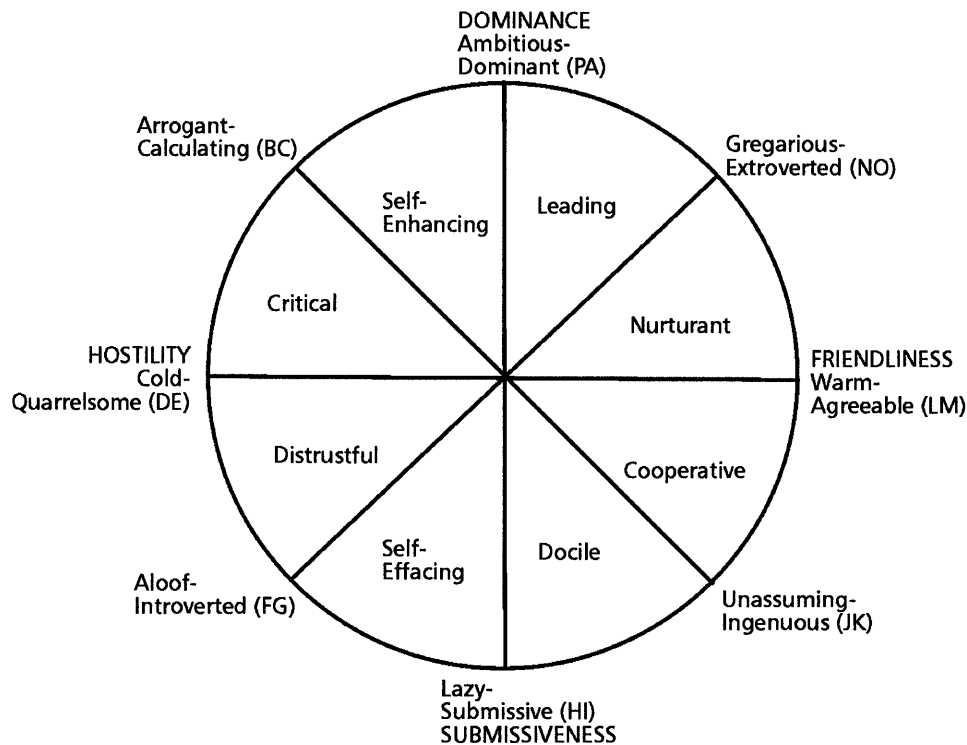 DOMINANCE
Ambitious-
Dominant (PA)
Arrogant-
Calculating (BC)
Gregarious-
Extroverted (NO)
Self-
Enhancing
Leading
Critical
Nurturant
HOSTILITY
Cold-
Quarrelsome (DE)
FRIENDLINESS
Warm-
Agreeable (LM)
Distrustful
Cooperative
Self-
Effacing
Docile
Aloof-
Introverted (FG)
Unassuming-
Ingenuous (JK)
Lazy-
Submissive (HI)
SUBMISSIVENESS